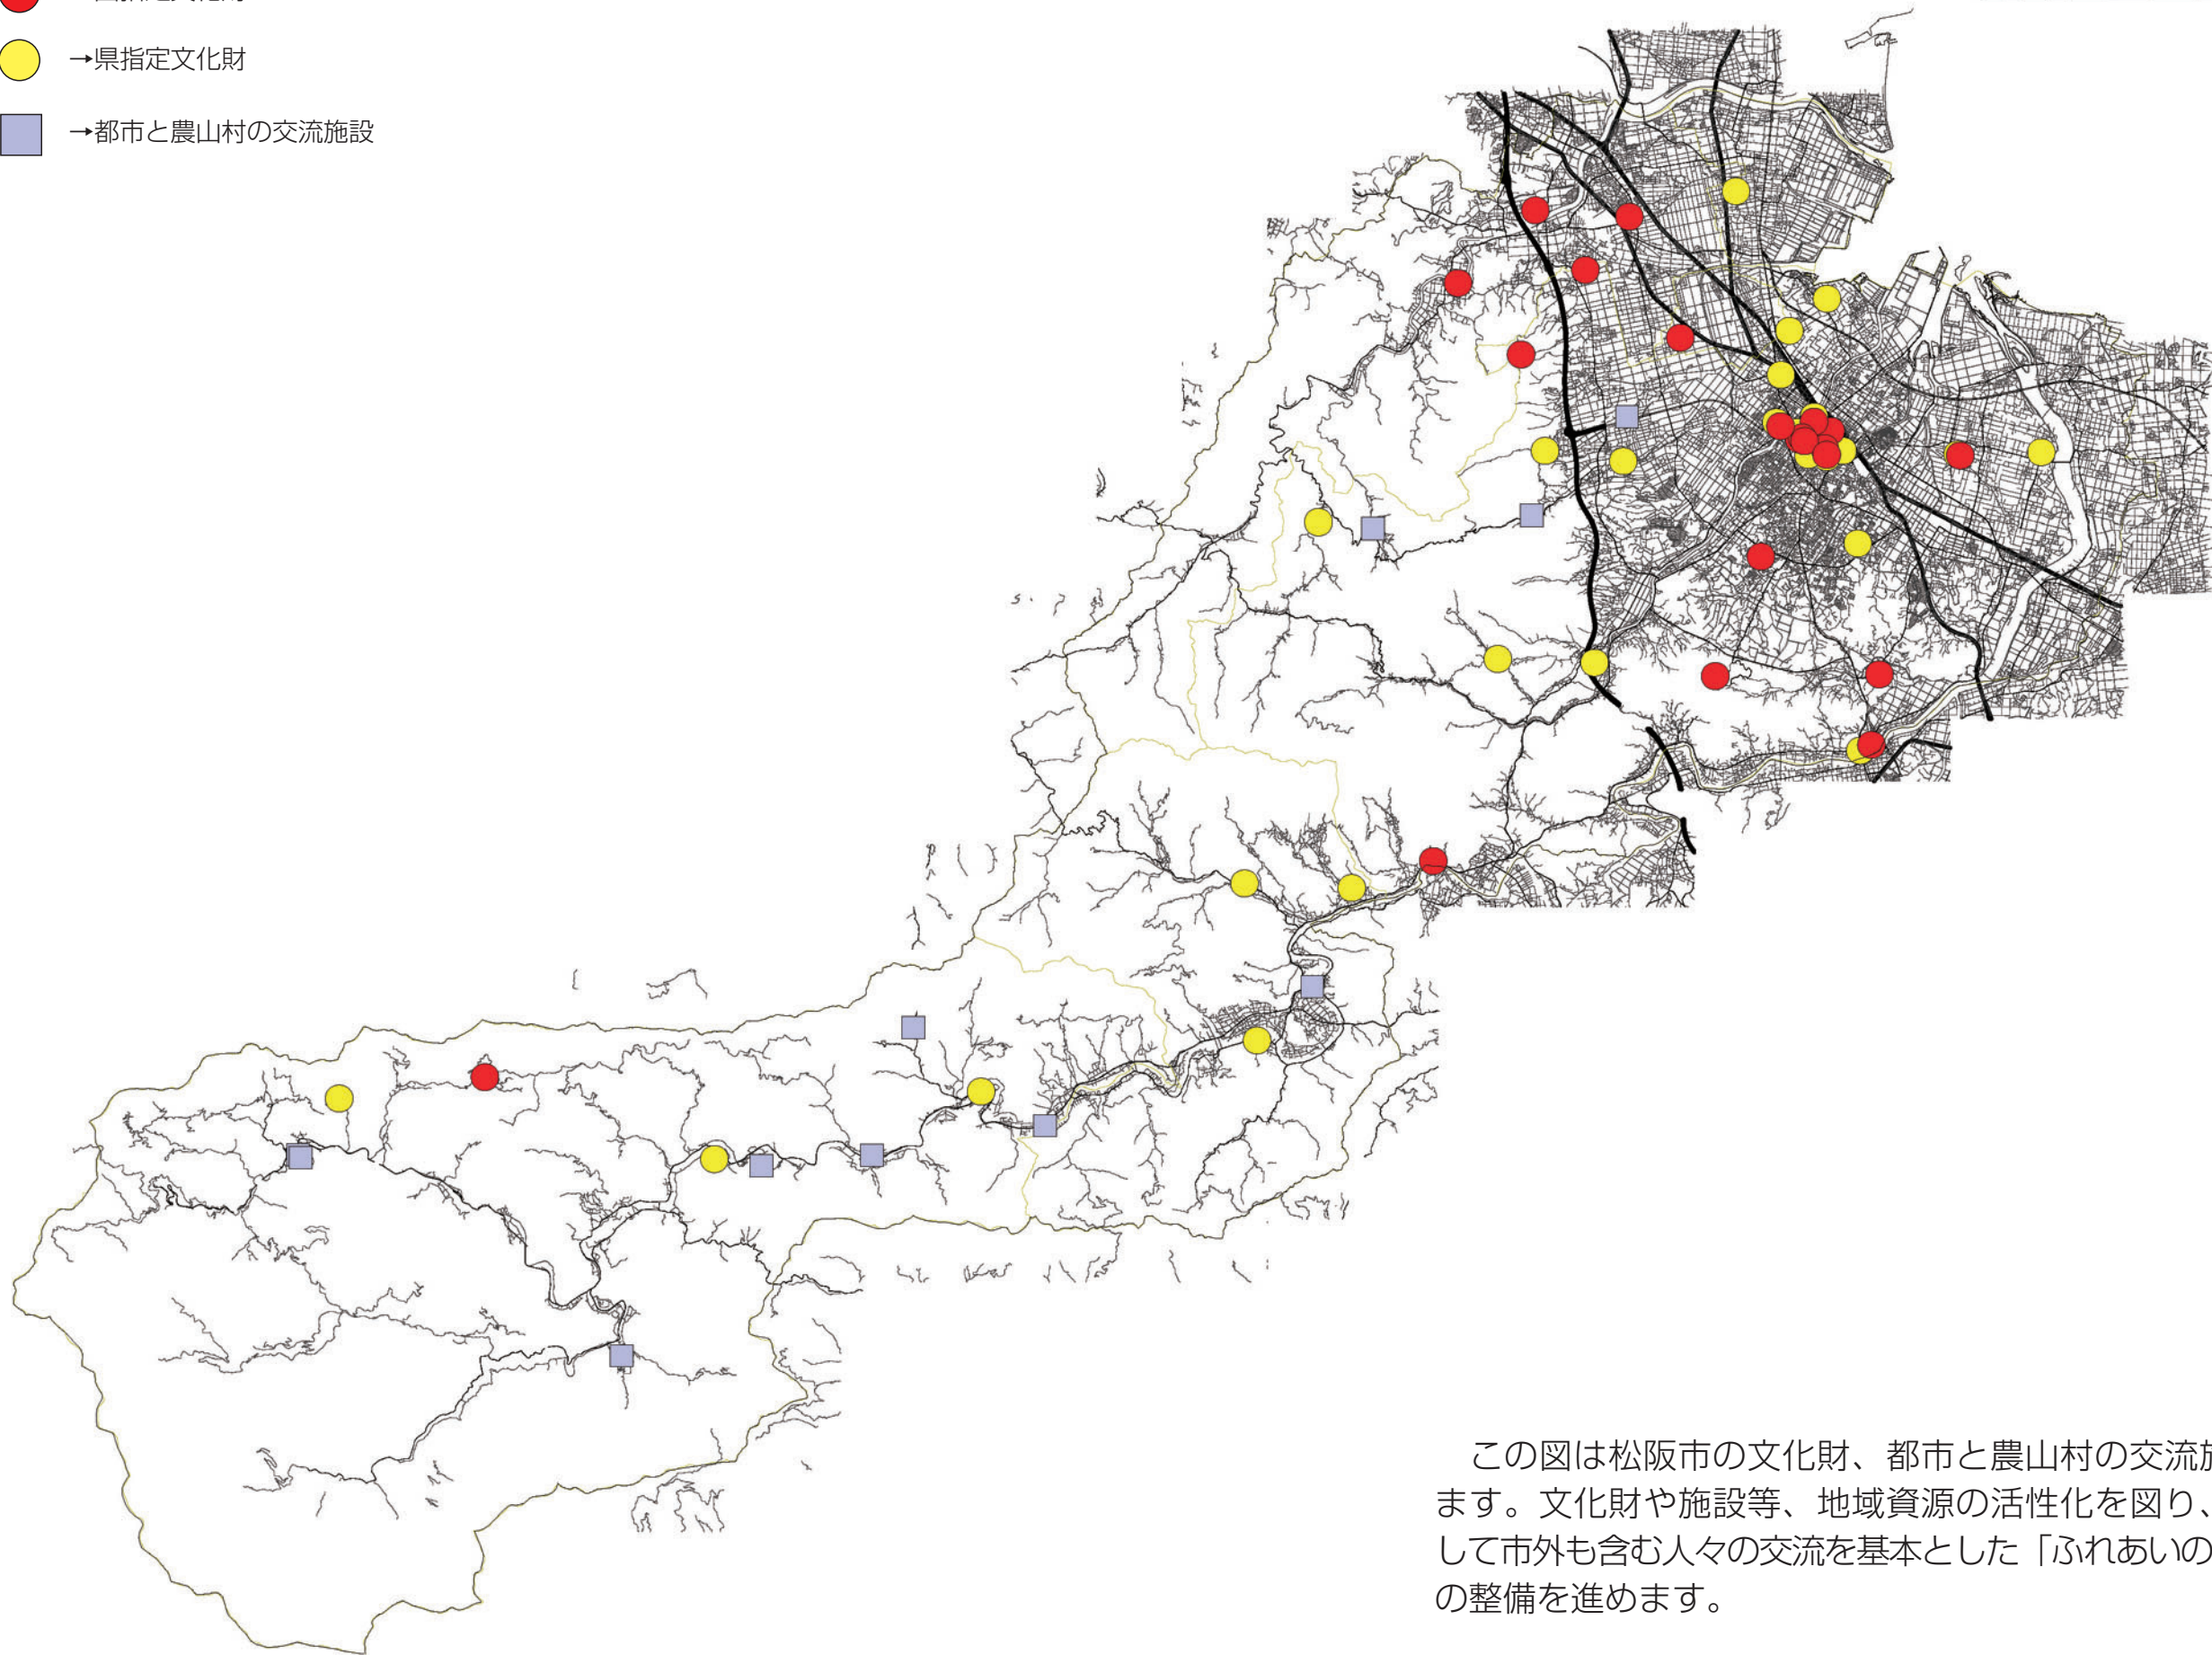 →県指定文化財
→都市と農山村の交流施設
この図は松阪市の文化財、都市と農山村の交流施
ます。文化財や施設等、地域資源の活性化を図り、
して市外も含む人々の交流を基本とした「ふれあいの
の整備を進めます。